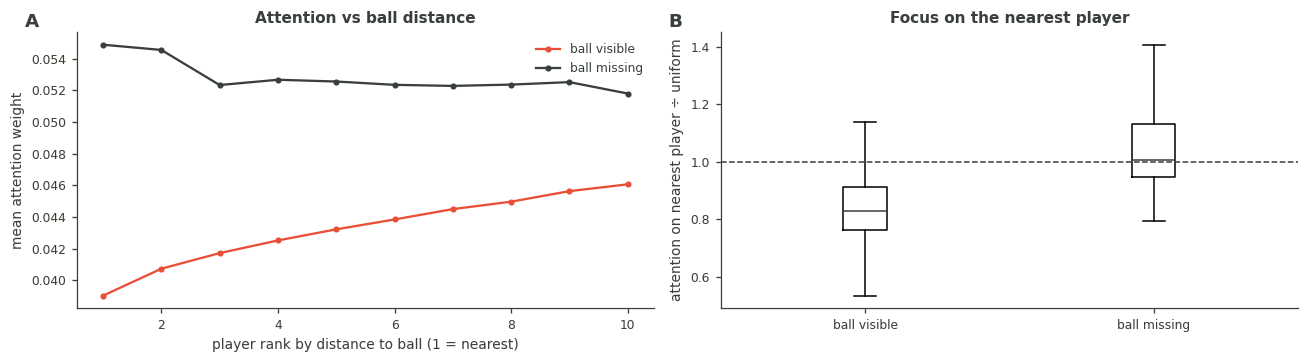 A
Attention vs ball distance
mean attention weight
0.054
0.052
0.050
0.048
0.046
0.044
0.042
0.040
ball visible
ball missing
2
4
6
8
10
player rank by distance to ball (1 = nearest)
B
Focus on the nearest player
attention on nearest player ÷ uniform
1.4
1.2
1.0
0.8
0.6
ball visible
ball missing